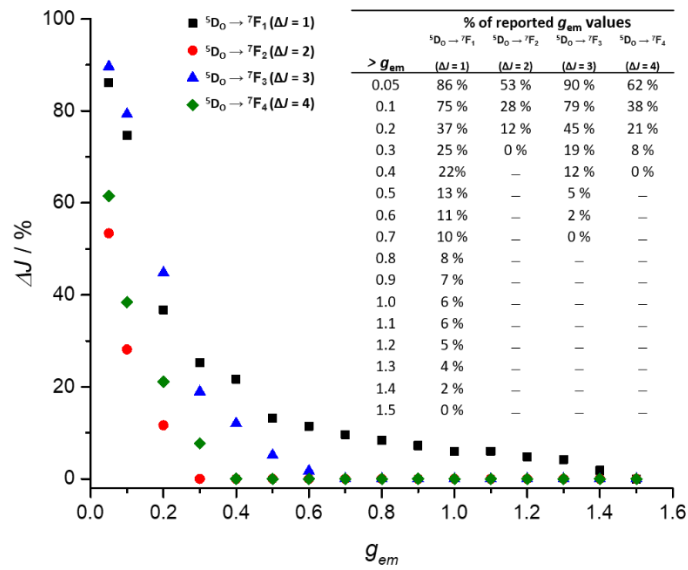 100
80
60
40
20
0
ΔJ / %
0.0 0.2 0.4 0.6 0.8 1.0 1.2 1.4 1.6
gem
⁵D₀ → ⁷F₁ (ΔJ = 1)
⁵D₀ → ⁷F₂ (ΔJ = 2)
⁵D₀ → ⁷F₃ (ΔJ = 3)
⁵D₀ → ⁷F₄ (ΔJ = 4)
% of reported gem values
⁵D₀ → ⁷F₁ ⁵D₀ → ⁷F₂ ⁵D₀ → ⁷F₃ ⁵D₀ → ⁷F₄
> gem (ΔJ = 1) (ΔJ = 2) (ΔJ = 3) (ΔJ = 4)
0.05 86 % 53 % 90 % 62 %
0.1 75 % 28 % 79 % 38 %
0.2 37 % 12 % 45 % 21 %
0.3 25 % 0 % 19 % 8 %
0.4 22% — 12 % 0 %
0.5 13 % — 5 % —
0.6 11 % — 2 % —
0.7 10 % — 0 % —
0.8 8 % — — —
0.9 7 % — — —
1.0 6 % — — —
1.1 6 % — — —
1.2 5 % — — —
1.3 4 % — — —
1.4 2 % — — —
1.5 0 % — — —